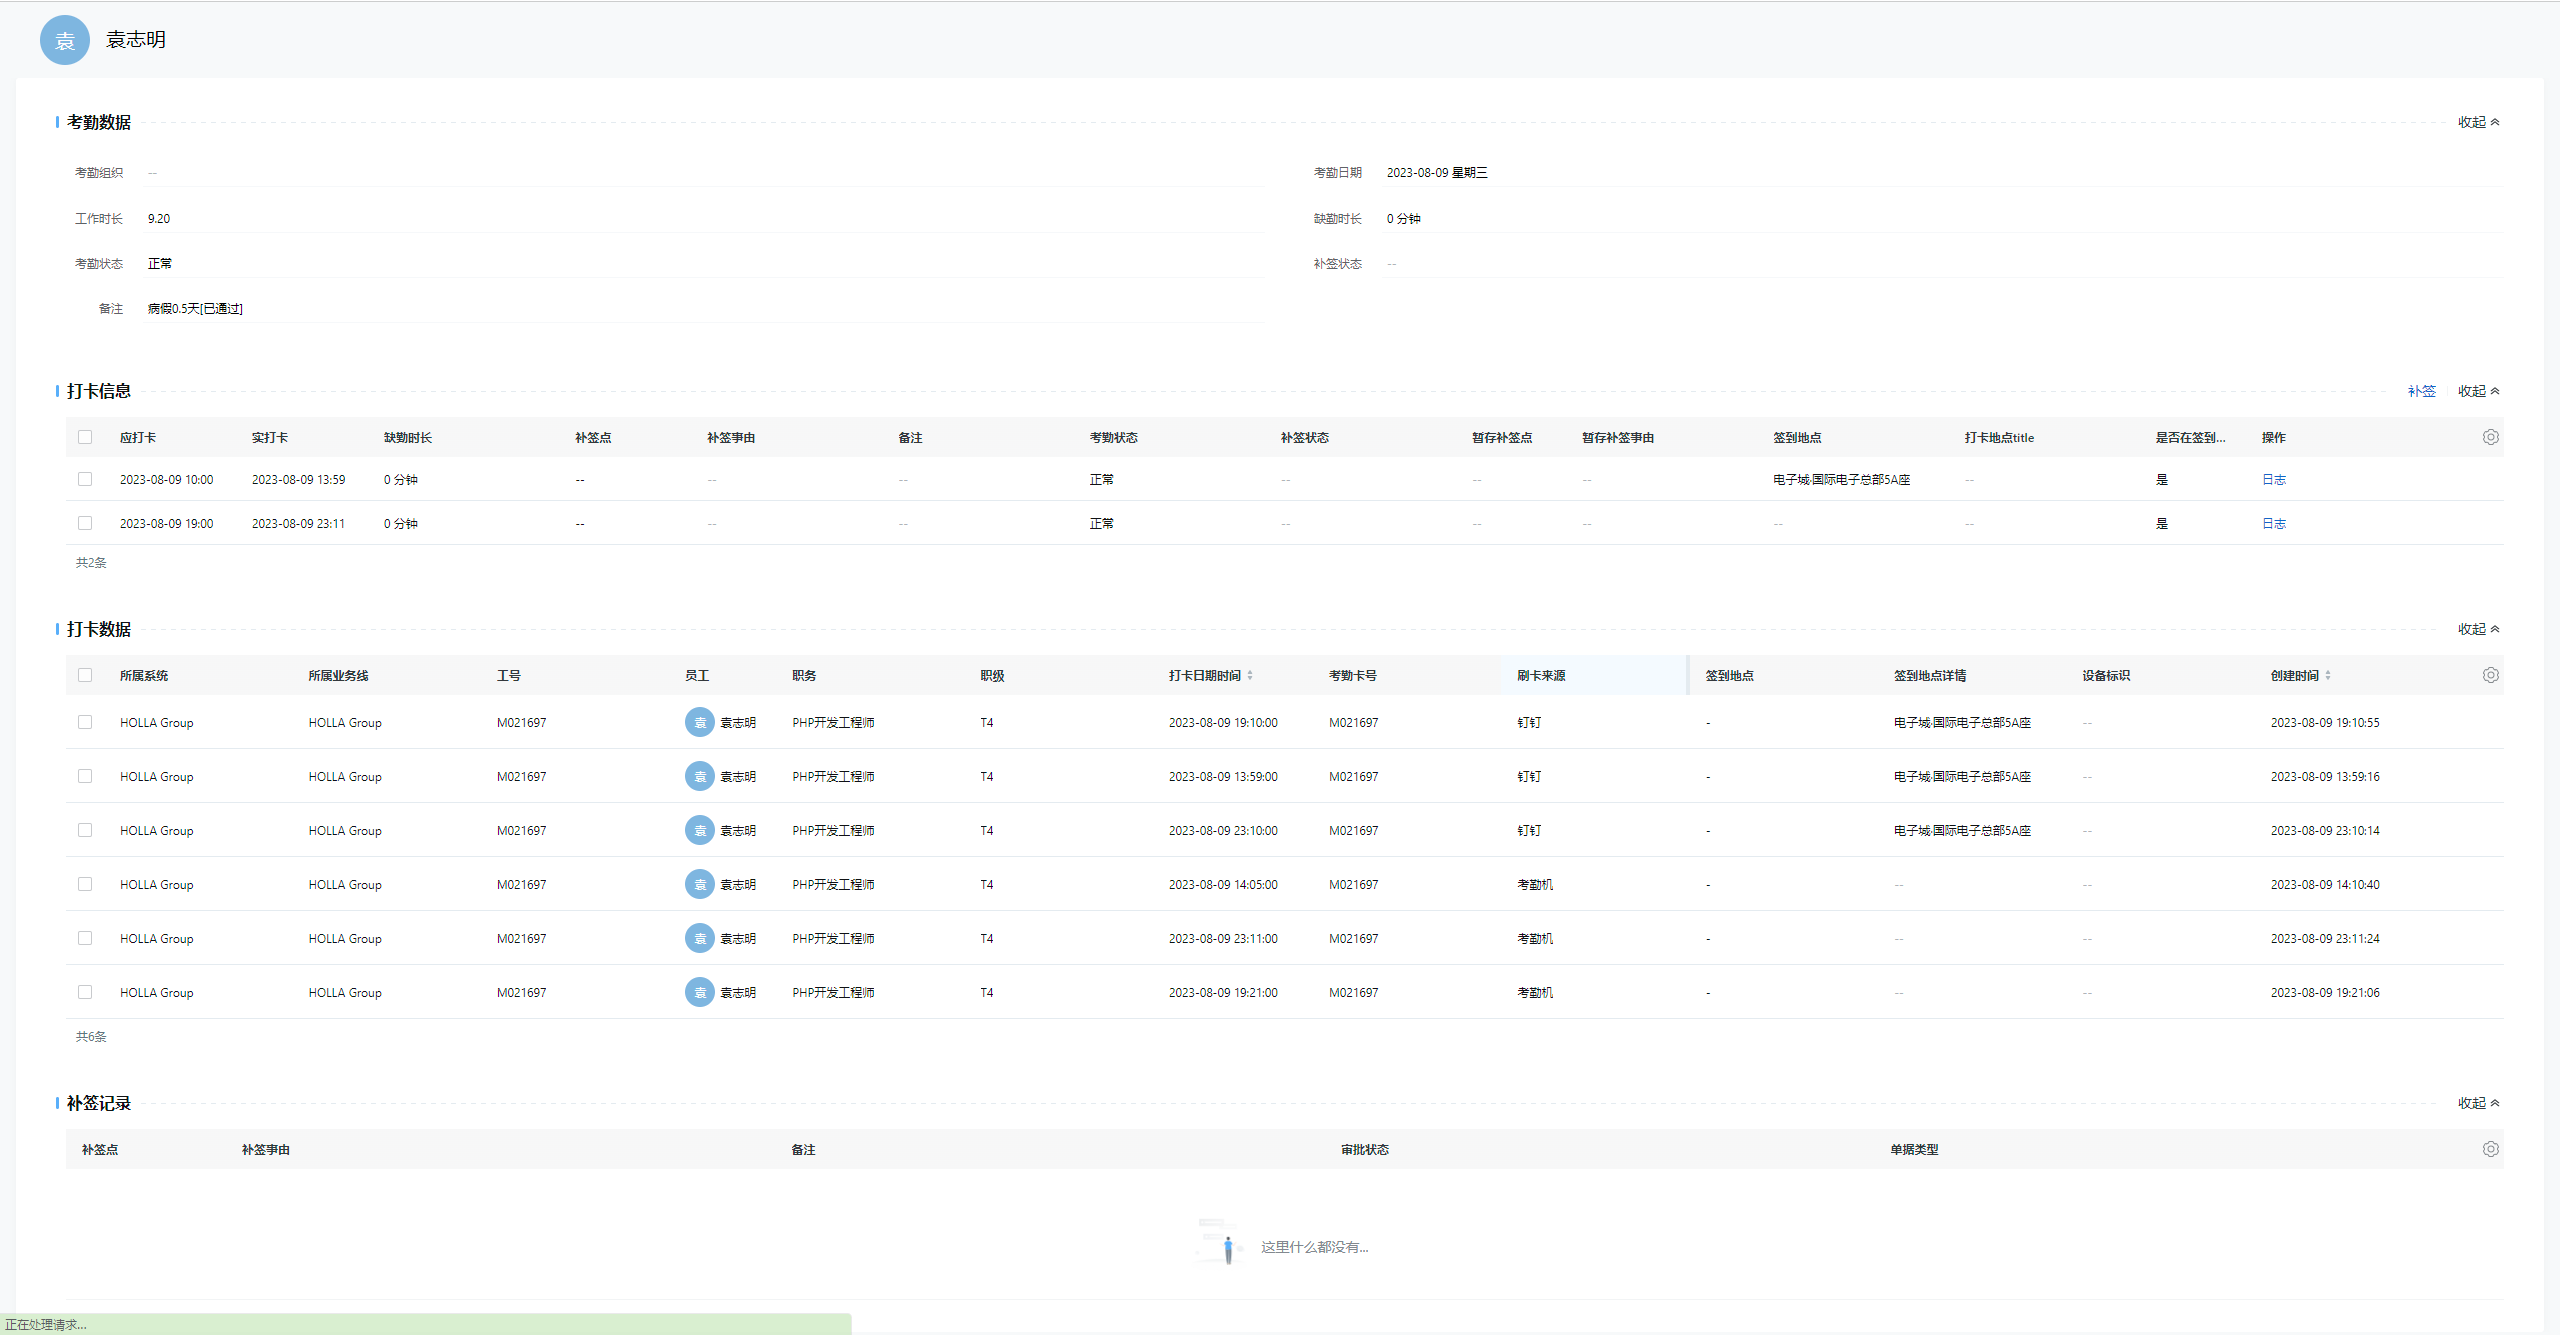 袁 袁志明
考勤数据 收起
考勤组织 -- 考勤日期 2023-08-09 星期三
工作时长 9.20 缺勤时长 0 分钟
考勤状态 正常 补签状态 --
备注 病假0.5天[已通过]
打卡信息 补签 收起
应打卡 实打卡 缺勤时长 补签点 补签事由 备注 考勤状态 补签状态 暂存补签点 暂存补签事由 签到地点 打卡地点title 是否在签到... 操作
2023-08-09 10:00 2023-08-09 13:59 0 分钟 -- -- -- 正常 -- -- -- 电子城·国际电子总部5A座 -- 是 日志
2023-08-09 19:00 2023-08-09 23:11 0 分钟 -- -- -- 正常 -- -- -- -- -- 是 日志
共2条
打卡数据 收起
所属系统 所属业务线 工号 员工 职务 职级 打卡日期时间 考勤卡号 刷卡来源 签到地点 签到地点详情 设备标识 创建时间
HOLLA Group HOLLA Group M021697 袁 袁志明 PHP开发工程师 T4 2023-08-09 19:10:00 M021697 钉钉 - 电子城·国际电子总部5A座 -- 2023-08-09 19:10:55
HOLLA Group HOLLA Group M021697 袁 袁志明 PHP开发工程师 T4 2023-08-09 13:59:00 M021697 钉钉 - 电子城·国际电子总部5A座 -- 2023-08-09 13:59:16
HOLLA Group HOLLA Group M021697 袁 袁志明 PHP开发工程师 T4 2023-08-09 23:10:00 M021697 钉钉 - 电子城·国际电子总部5A座 -- 2023-08-09 23:10:14
HOLLA Group HOLLA Group M021697 袁 袁志明 PHP开发工程师 T4 2023-08-09 14:05:00 M021697 考勤机 - -- -- 2023-08-09 14:10:40
HOLLA Group HOLLA Group M021697 袁 袁志明 PHP开发工程师 T4 2023-08-09 23:11:00 M021697 考勤机 - -- -- 2023-08-09 23:11:24
HOLLA Group HOLLA Group M021697 袁 袁志明 PHP开发工程师 T4 2023-08-09 19:21:00 M021697 考勤机 - -- -- 2023-08-09 19:21:06
共6条
补签记录 收起
补签点 补签事由 备注 审批状态 单据类型
这里什么都没有...
正在处理请求...